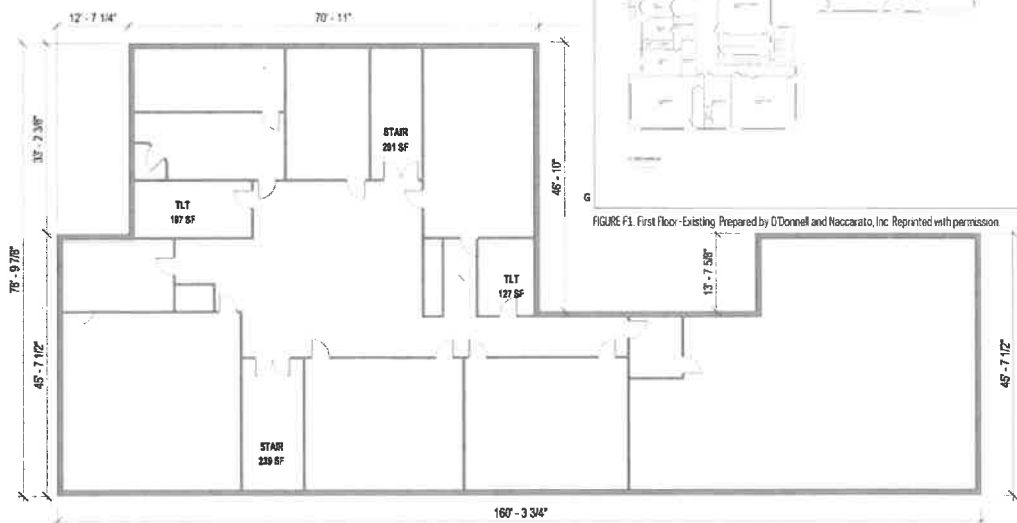 12' - 7 1/4"
70' - 11"
33' - 2 3/8"
STAIR
201 SF
46' - 10"
TLT
197 SF
G
FIGURE F1. First Floor-Existing Prepared by O'Donnell and Naccarato, Inc Reprinted with permission.
78' - 9 7/8"
13' - 7 5/8"
TLT
127 SF
45' - 7 1/2"
45' - 7 1/2"
STAIR
239 SF
160' - 3 3/4"